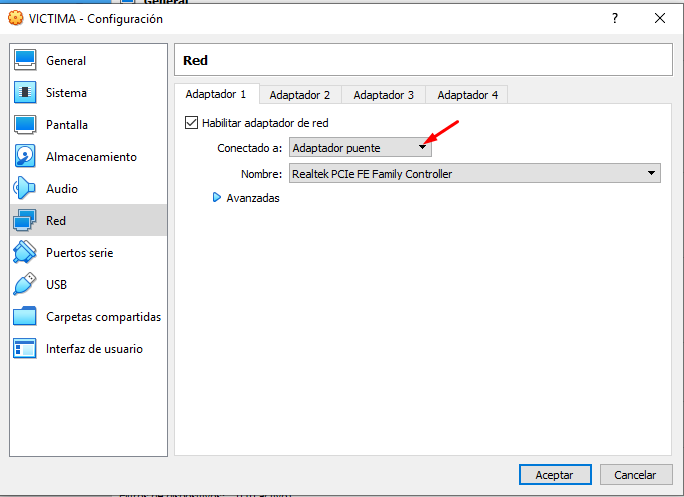 General
VICTIMA - Configuración
?
General
Sistema
Pantalla
Almacenamiento
Audio
Red
Puertos serie
USB
Carpetas compartidas
Interfaz de usuario
Red
Adaptador 1 Adaptador 2 Adaptador 3 Adaptador 4
Habilitar adaptador de red
Conectado a: Adaptador puente
Nombre: Realtek PCIe FE Family Controller
Avanzadas
Aceptar Cancelar